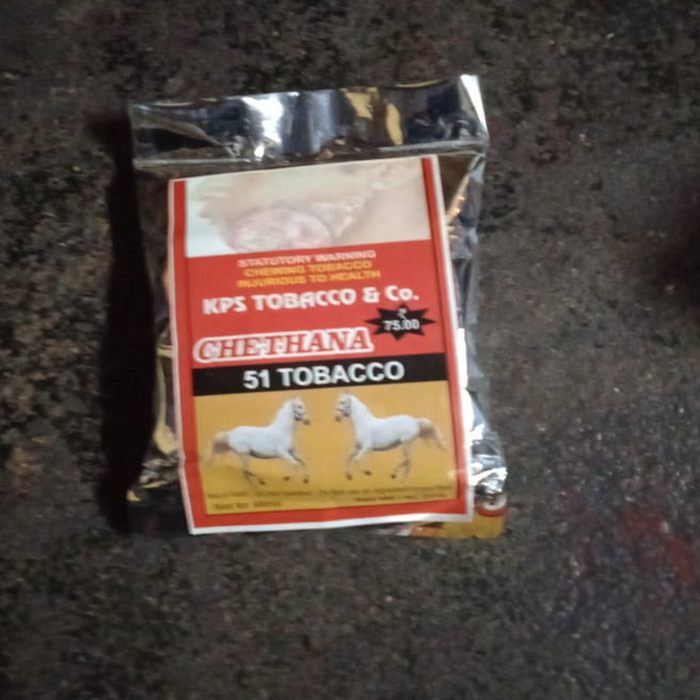 STATUTORY WARNING
CHEWING TOBACCO
INJURIOUS TO HEALTH
KPS TOBACCO & Co.
₹
75.00
CHETHANA
51 TOBACCO